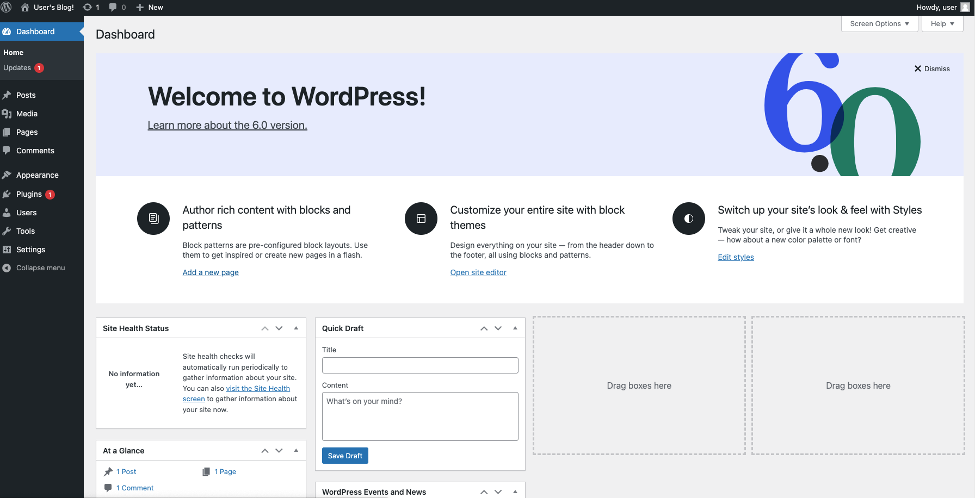 User's Blog!
1
0
New
Howdy, user
Dashboard
Home
Updates 1
Posts
Media
Pages
Comments
Appearance
Plugins 1
Users
Tools
Settings
Collapse menu
Dashboard
Screen Options
Help
Dismiss
Welcome to WordPress!
Learn more about the 6.0 version.
6.0
Author rich content with blocks and
patterns
Block patterns are pre-configured block layouts. Use
them to get inspired or create new pages in a flash.
Add a new page
Customize your entire site with block
themes
Design everything on your site — from the header down to
the footer, all using blocks and patterns.
Open site editor
Switch up your site's look & feel with Styles
Tweak your site, or give it a whole new look! Get creative
— how about a new color palette or font?
Edit styles
Site Health Status
No information
yet...
Site health checks will
automatically run periodically to
gather information about your site.
You can also visit the Site Health
screen to gather information about
your site now.
At a Glance
1 Post
1 Page
1 Comment
Quick Draft
Title
Content
What's on your mind?
Save Draft
WordPress Events and News
Drag boxes here
Drag boxes here